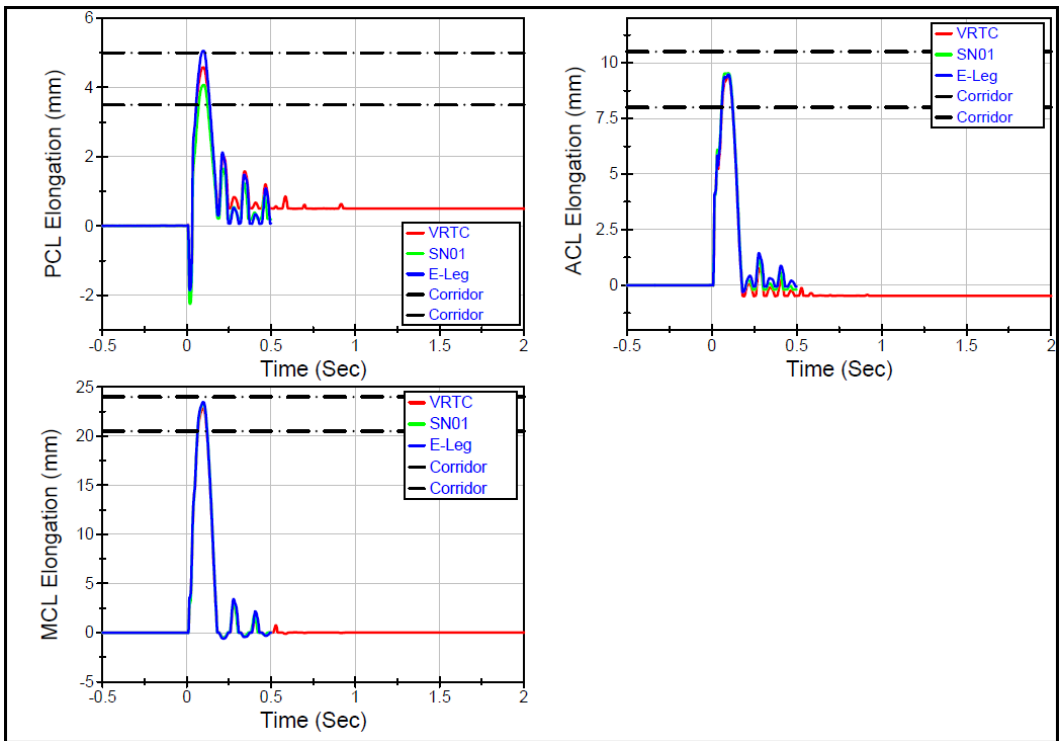 PCL Elongation (mm)
6
4
2
0
-2
-0.5 0 0.5 1 1.5 2
Time (Sec)
VRTC
SN01
E-Leg
Corridor
Corridor
ACL Elongation (mm)
10
7.5
5
2.5
0
-0.5 0 0.5 1 1.5 2
Time (Sec)
VRTC
SN01
E-Leg
Corridor
Corridor
MCL Elongation (mm)
25
20
15
10
5
0
-5
-0.5 0 0.5 1 1.5 2
Time (Sec)
VRTC
SN01
E-Leg
Corridor
Corridor